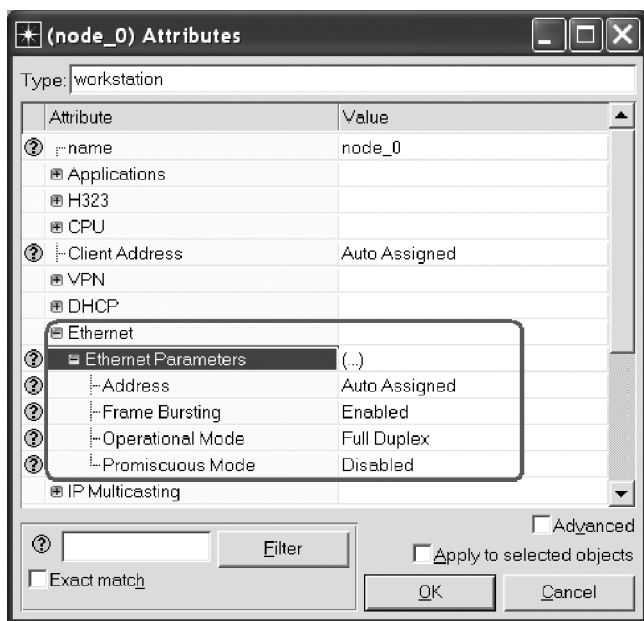 (node_0) Attributes
Type: workstation
Attribute Value
name node_0
Applications
H323
CPU
Client Address Auto Assigned
VPN
DHCP
Ethernet
Ethernet Parameters (...)
Address Auto Assigned
Frame Bursting Enabled
Operational Mode Full Duplex
Promiscuous Mode Disabled
IP Multicasting
Advanced
Filter
Apply to selected objects
Exact match
OK Cancel